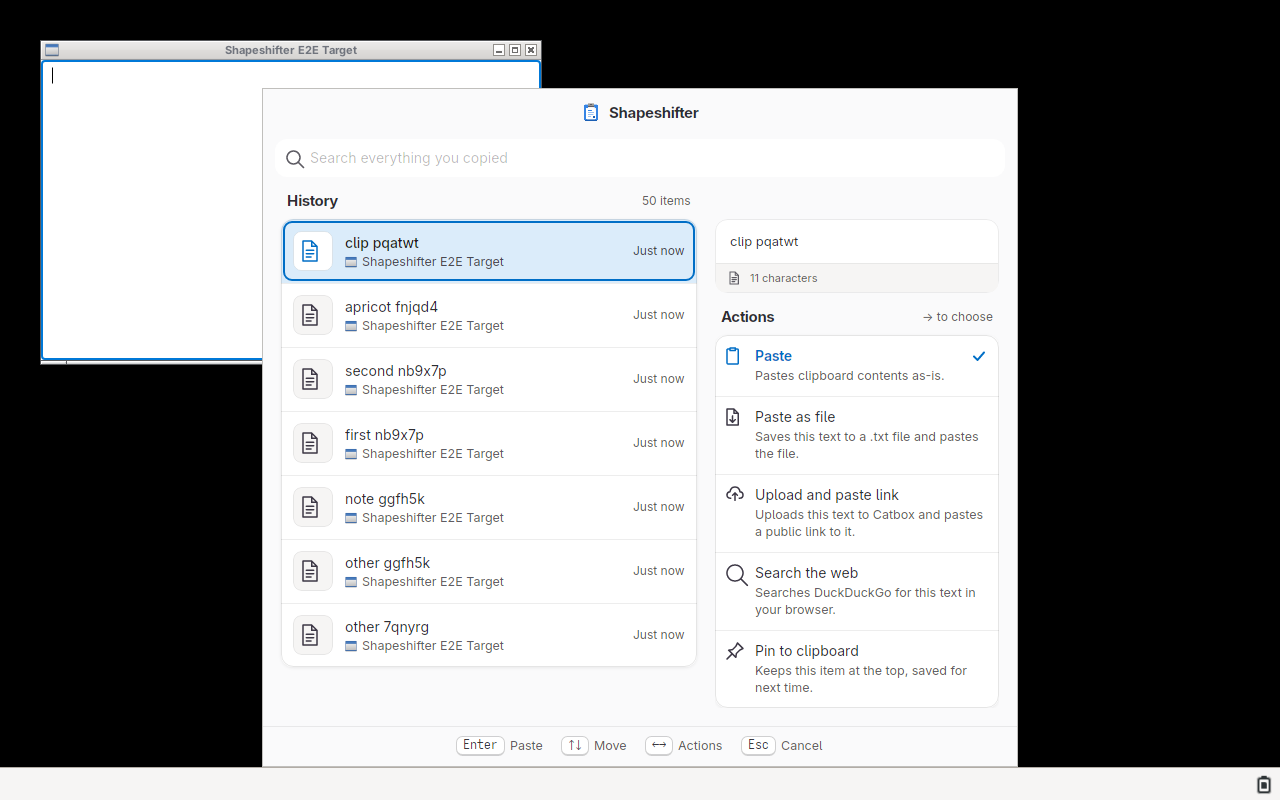 Shapeshifter E2E Target
Shapeshifter
Search everything you copied
History
50 items
clip pqatwt
Shapeshifter E2E Target
Just now
apricot fnjqd4
Shapeshifter E2E Target
Just now
second nb9x7p
Shapeshifter E2E Target
Just now
first nb9x7p
Shapeshifter E2E Target
Just now
note ggfh5k
Shapeshifter E2E Target
Just now
other ggfh5k
Shapeshifter E2E Target
Just now
other 7qnyrg
Shapeshifter E2E Target
Just now
clip pqatwt
11 characters
Actions
→ to choose
Paste
Pastes clipboard contents as-is.
Paste as file
Saves this text to a .txt file and pastes
the file.
Upload and paste link
Uploads this text to Catbox and pastes
a public link to it.
Search the web
Searches DuckDuckGo for this text in
your browser.
Pin to clipboard
Keeps this item at the top, saved for
next time.
Enter Paste ↑↓ Move ↔ Actions Esc Cancel